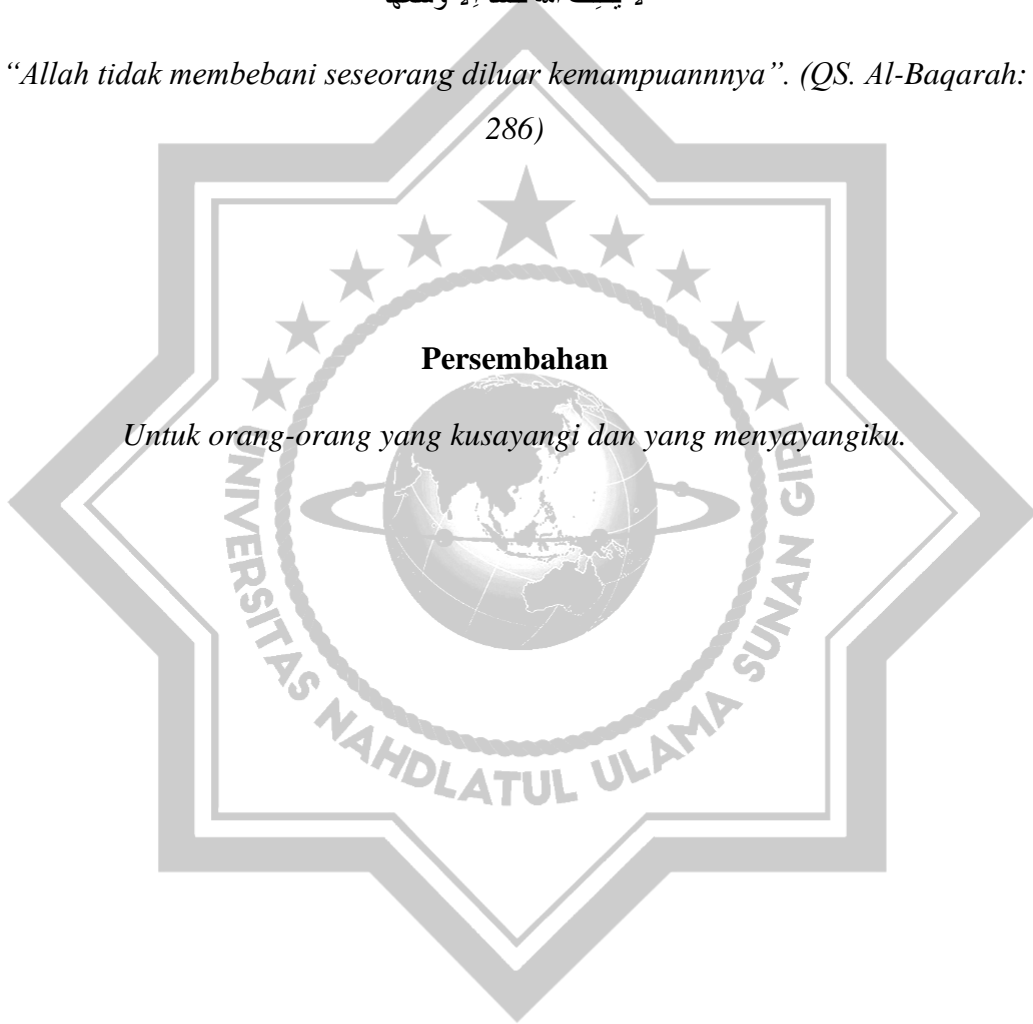 “Allah tidak membebani seseorang diluar kemampuannnya”. (QS. Al-Baqarah:
286)
Persembahan
Untuk orang-orang yang kusayangi dan yang menyayangiku.
UNIVERSITAS NAHDLATUL ULAMA SUNAN GIRI